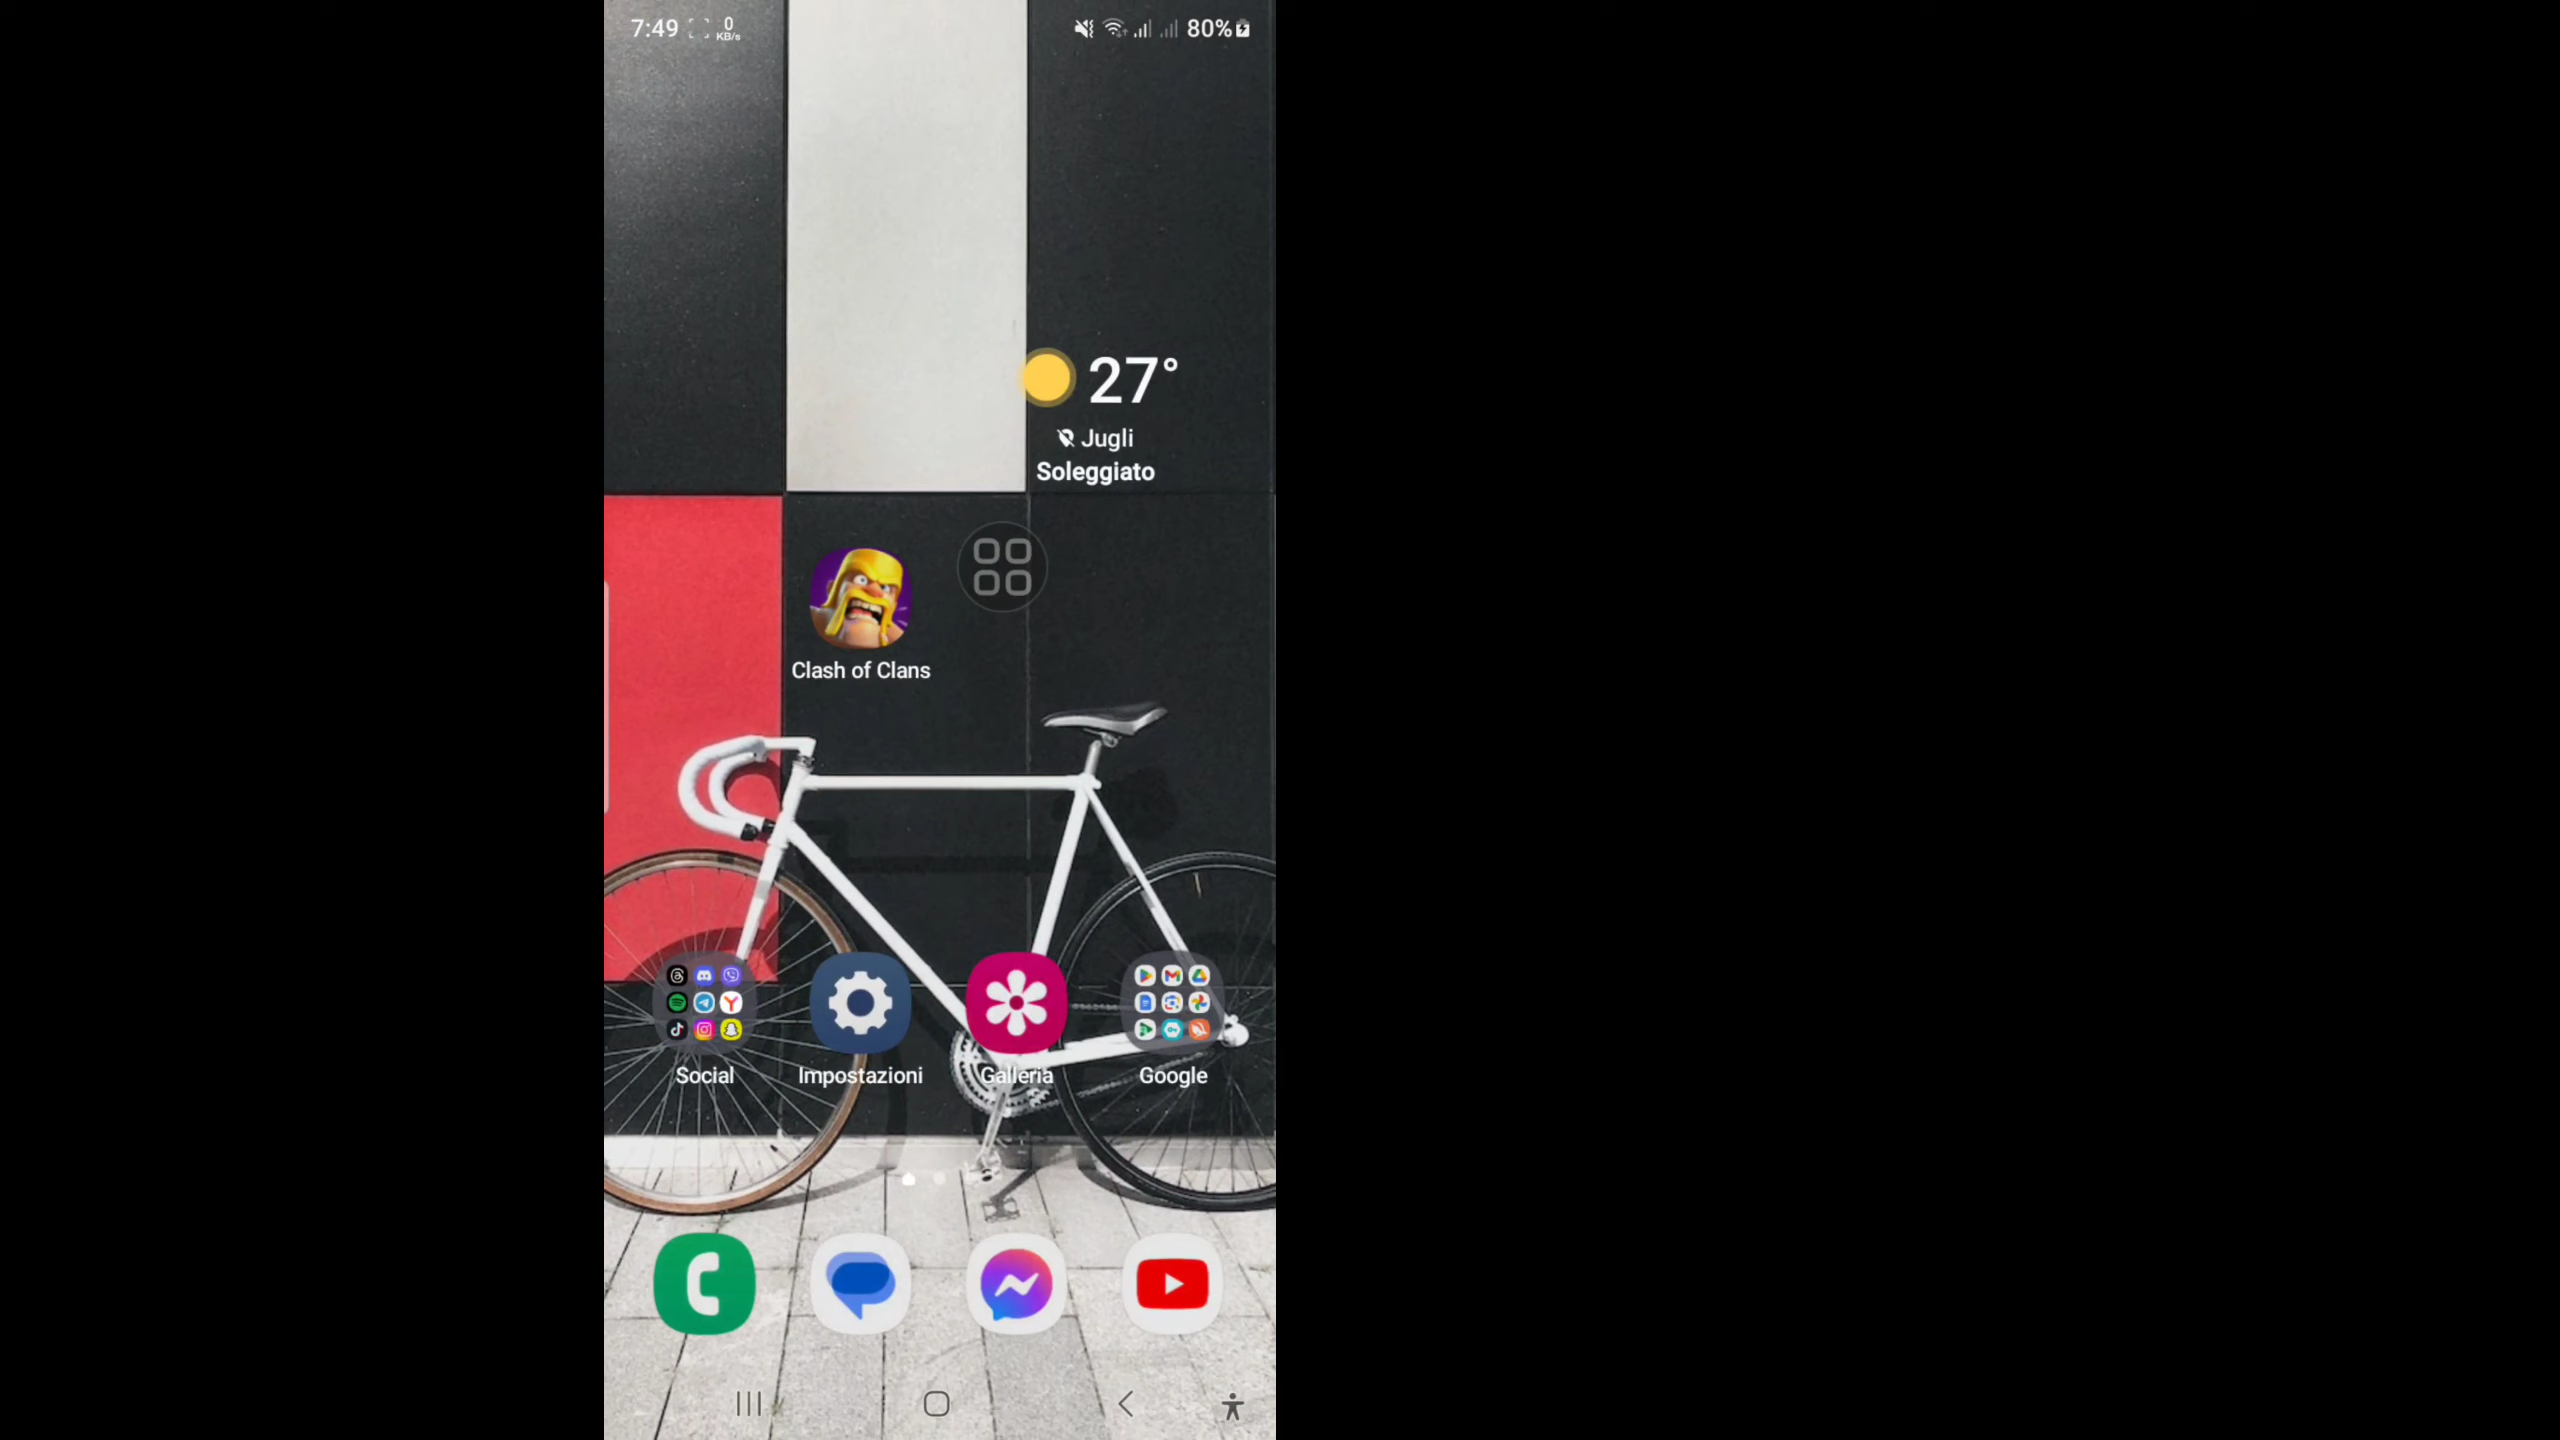 7:49
0
KB/s
80%
27°
Jugli
Soleggiato
Clash of Clans
Social
Impostazioni
Galleria
Google